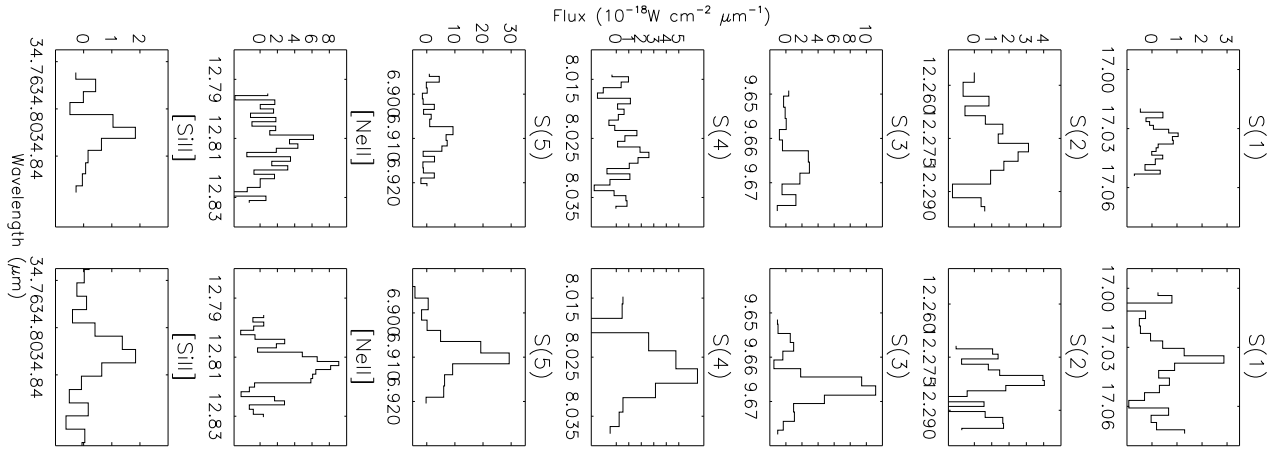 S(1) S(1)
3
2
1
0
17.00 17.03 17.06 17.00 17.03 17.06
S(2) S(2)
4
3
2
1
0
12.260 12.275 12.290 12.260 12.275 12.290
S(3) S(3)
10
8
6
4
2
0
9.65 9.66 9.67 9.65 9.66 9.67
S(4) S(4)
5
4
3
2
1
0
8.015 8.025 8.035 8.015 8.025 8.035
S(5) S(5)
30
20
10
0
6.900 6.910 6.920 6.900 6.910 6.920
[NeII] [NeII]
8
6
4
2
0
12.79 12.81 12.83 12.79 12.81 12.83
[SiII] [SiII]
2
1
0
34.76 34.80 34.84 34.76 34.80 34.84
Flux (10⁻¹⁸W cm⁻² μm⁻¹)
Wavelength (μm)